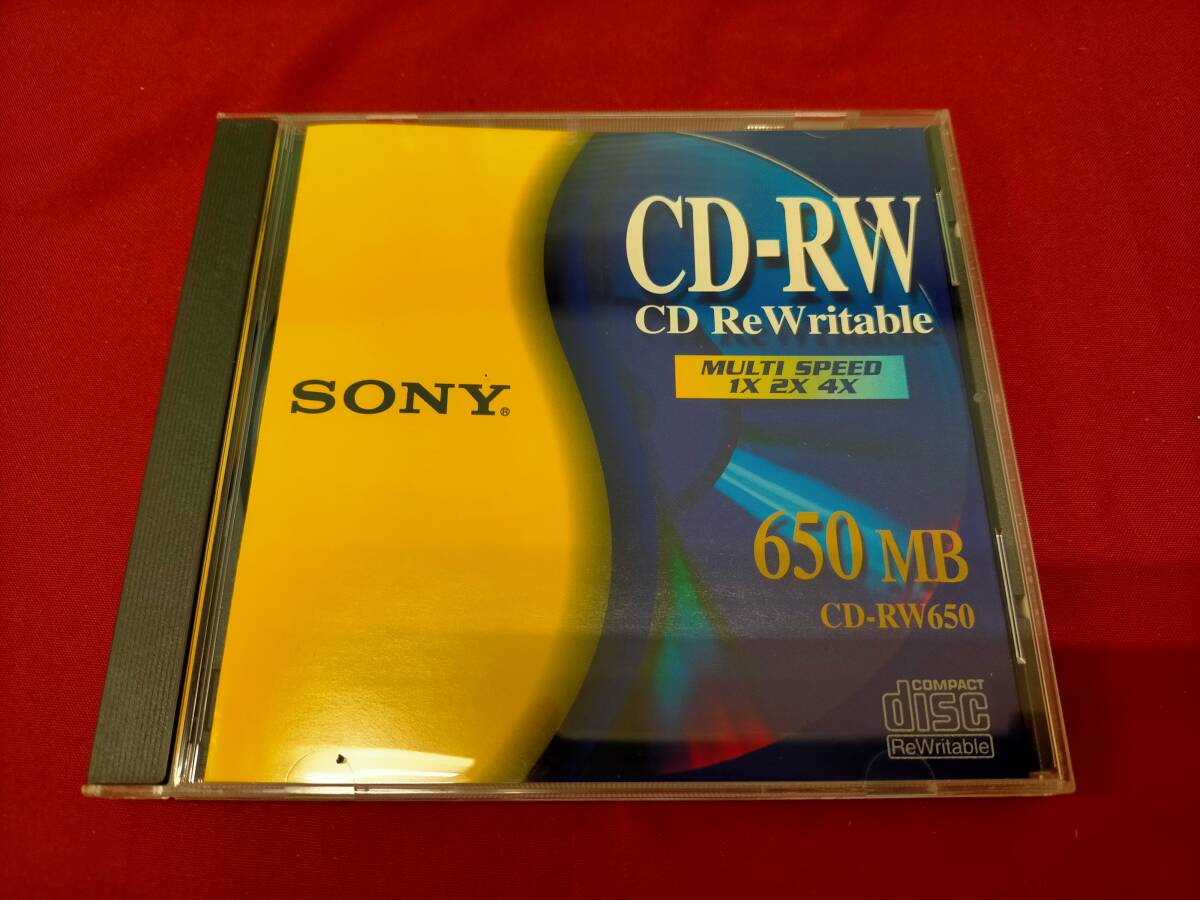 CD-RW
CD ReWritable
MULTI SPEED
1X 2X 4X
SONY®
650 MB
CD-RW650
COMPACT
disc
ReWritable